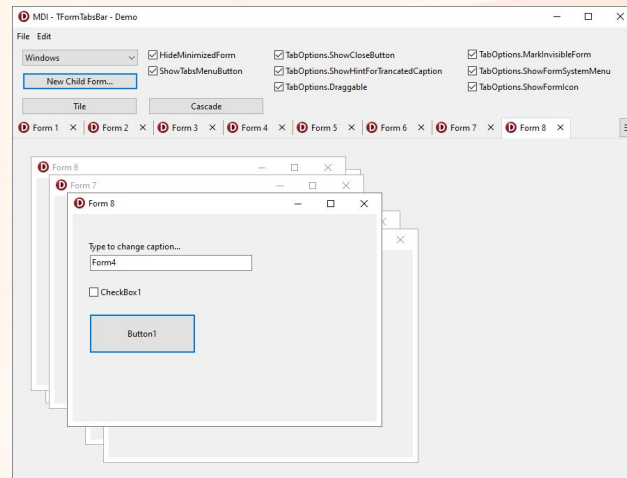 MDI - TFormTabsBar - Demo
File Edit
Windows
HideMinimizedForm
TabOptions.ShowCloseButton
TabOptions.MarkInvisibleForm
New Child Form...
ShowTabsMenuButton
TabOptions.ShowHintForTrancatedCaption
TabOptions.ShowFormSystemMenu
TabOptions.Draggable
TabOptions.ShowFormIcon
Tile
Cascade
Form 1
Form 2
Form 3
Form 4
Form 5
Form 6
Form 7
Form 8
Form 6
Form 7
Form 8
Type to change caption...
Form4
CheckBox1
Button1